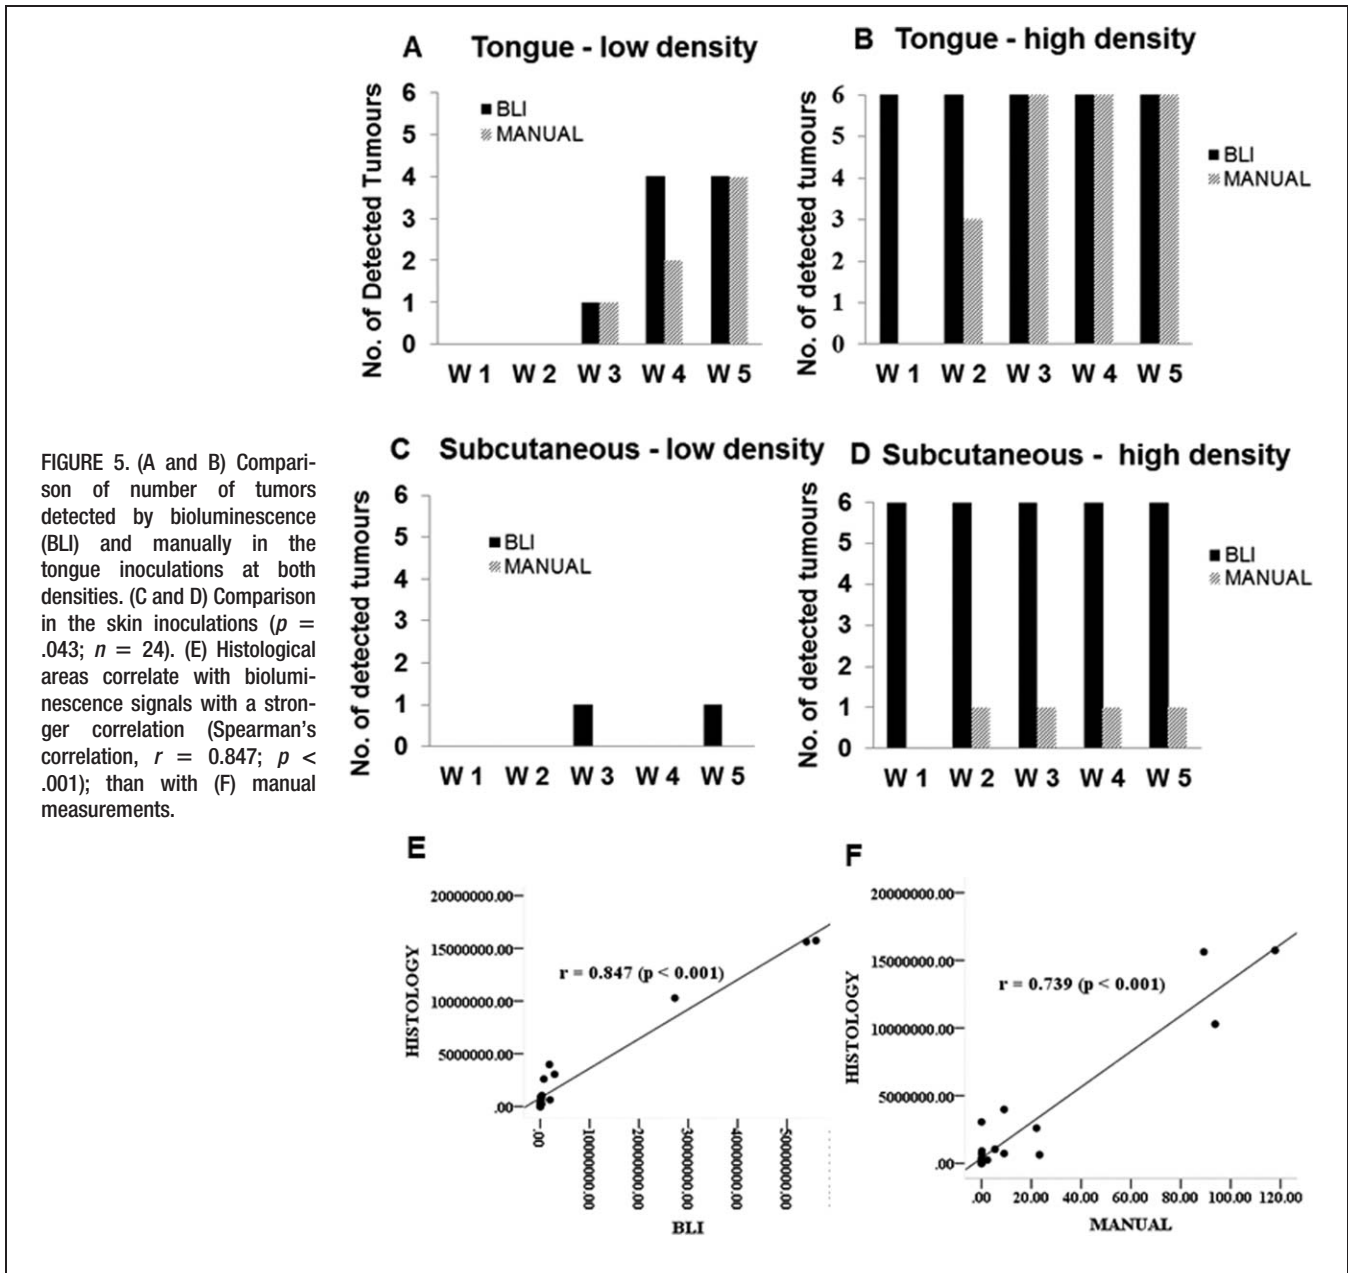 A Tongue - low density
No. of Detected Tumours
6
5
4
3
2
1
0
BLI
MANUAL
W 1 W 2 W 3 W 4 W 5
B Tongue - high density
No. of detected tumours
6
5
4
3
2
1
0
BLI
MANUAL
W 1 W 2 W 3 W 4 W 5
FIGURE 5. (A and B) Compari-
son of number of tumors
detected by bioluminescence
(BLI) and manually in the
tongue inoculations at both
densities. (C and D) Comparison
in the skin inoculations (p =
.043; n = 24). (E) Histological
areas correlate with biolumi-
nescence signals with a stron-
ger correlation (Spearman's
correlation, r = 0.847; p <
.001); than with (F) manual
measurements.
C Subcutaneous - low density
No. of detected tumours
6
5
4
3
2
1
0
BLI
MANUAL
W 1 W 2 W 3 W 4 W 5
D Subcutaneous - high density
No. of detected tumours
6
5
4
3
2
1
0
BLI
MANUAL
W 1 W 2 W 3 W 4 W 5
E
HISTOLOGY
20000000.00
15000000.00
10000000.00
5000000.00
.00
r = 0.847 (p < 0.001)
.00
BLI
F
HISTOLOGY
20000000.00
15000000.00
10000000.00
5000000.00
.00
r = 0.739 (p < 0.001)
.00 20.00 40.00 60.00 80.00 100.00 120.00
MANUAL